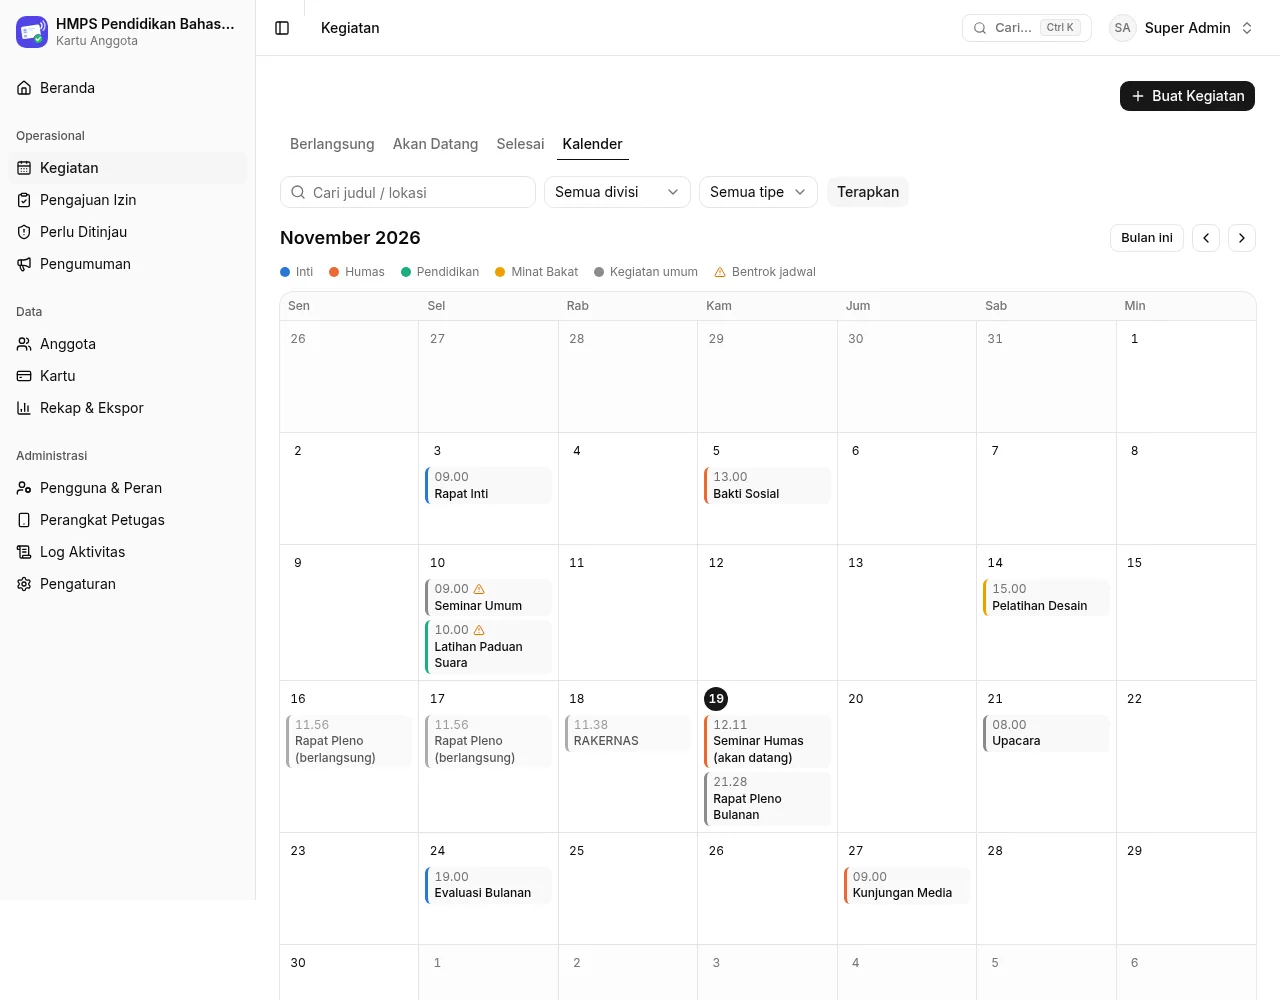 HMPS Pendidikan Bahas...
Kartu Anggota
Beranda
Operasional
Kegiatan
Pengajuan Izin
Perlu Ditinjau
Pengumuman
Data
Anggota
Kartu
Rekap & Ekspor
Administrasi
Pengguna & Peran
Perangkat Petugas
Log Aktivitas
Pengaturan
Kegiatan
Cari... Ctrl K
SA Super Admin
Buat Kegiatan
Berlangsung Akan Datang Selesai Kalender
Cari judul / lokasi Semua divisi Semua tipe Terapkan
November 2026
Bulan ini
Inti Humas Pendidikan Minat Bakat Kegiatan umum Bentrok jadwal
Sen Sel Rab Kam Jum Sab Min
26 27 28 29 30 31 1
2 3 4 5 6 7 8
09.00
Rapat Inti
13.00
Bakti Sosial
9 10 11 12 13 14 15
09.00
Seminar Umum
10.00
Latihan Paduan
Suara
15.00
Pelatihan Desain
16 17 18 19 20 21 22
11.56
Rapat Pleno
(berlangsung)
11.56
Rapat Pleno
(berlangsung)
11.38
RAKERNAS
12.11
Seminar Humas
(akan datang)
21.28
Rapat Pleno
Bulanan
08.00
Upacara
23 24 25 26 27 28 29
19.00
Evaluasi Bulanan
09.00
Kunjungan Media
30 1 2 3 4 5 6